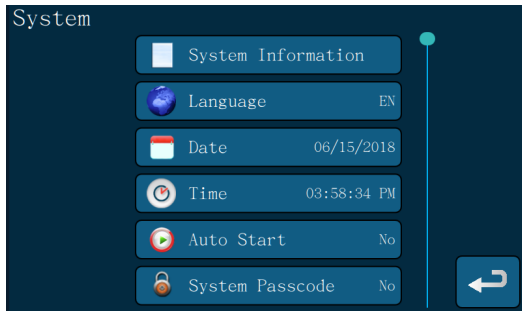 System
System Information
Language EN
Date 06/15/2018
Time 03:58:34 PM
Auto Start No
System Passcode No